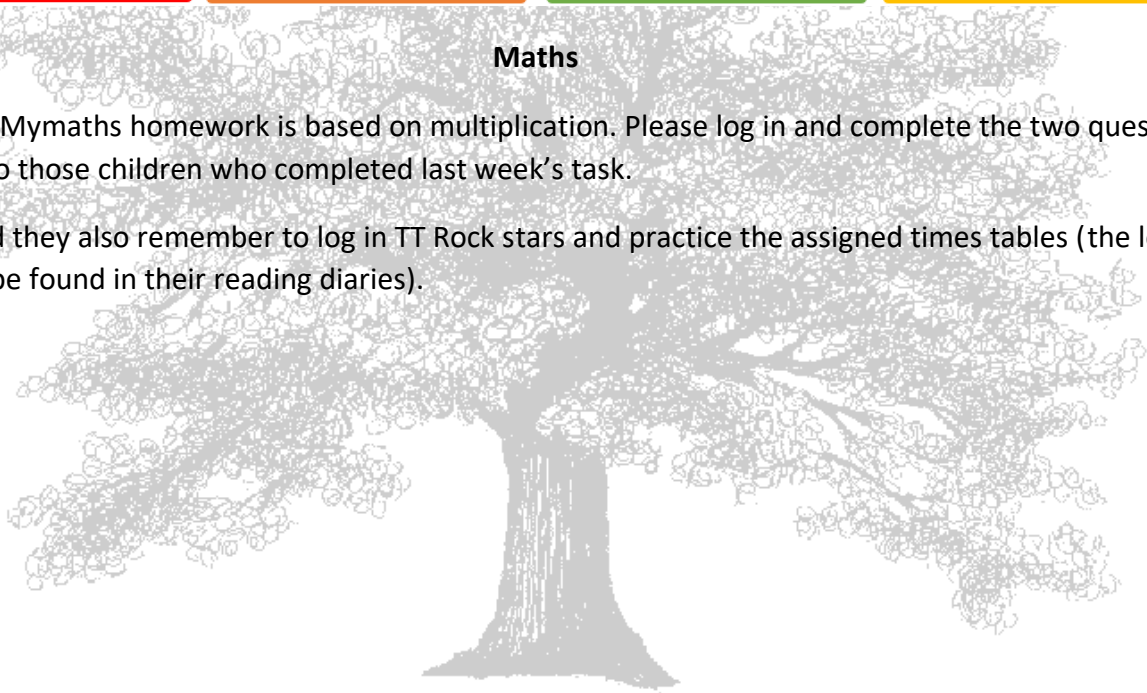 Maths
Mymaths homework is based on multiplication. Please log in and complete the two
those children who completed last week's task.
they also remember to log in TT Rock stars and practice the assigned times tables (the
be found in their reading diaries).